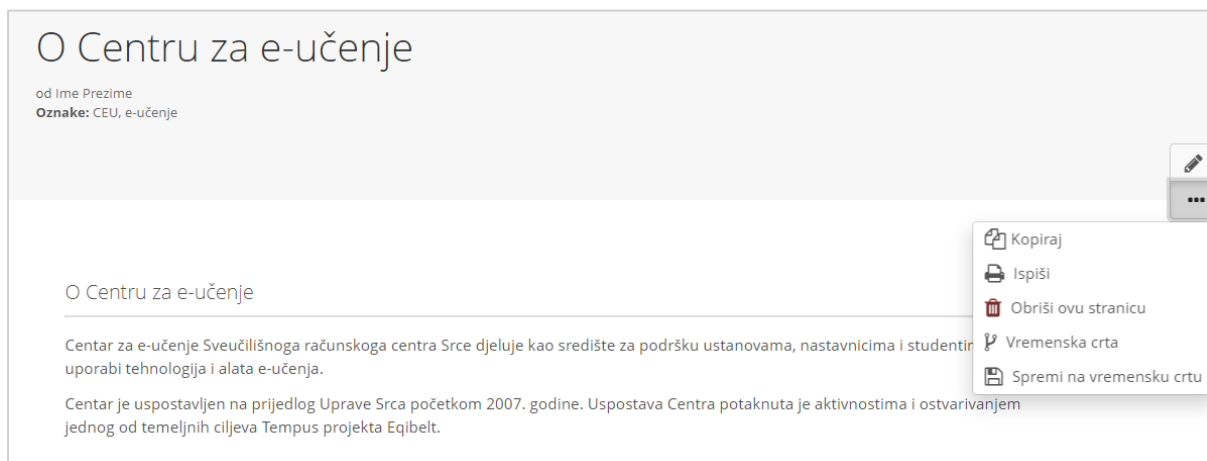 O Centru za e-učenje
od Ime Prezime
Oznake: CEU, e-učenje
Kopiraj
Ispiši
Obriši ovu stranicu
Vremenska crta
Spremi na vremensku crtu
O Centru za e-učenje
Centar za e-učenje Sveučilišnoga računskoga centra Srce djeluje kao središte za podršku ustanovama, nastavnicima i
uporabi tehnologija i alata e-učenja.
Centar je uspostavljen na prijedlog Uprave Srca početkom 2007. godine. Uspostava Centra potaknuta je aktivnostima i ostvarivanjem
jednog od temeljnih ciljeva Tempus projekta Eqibelt.